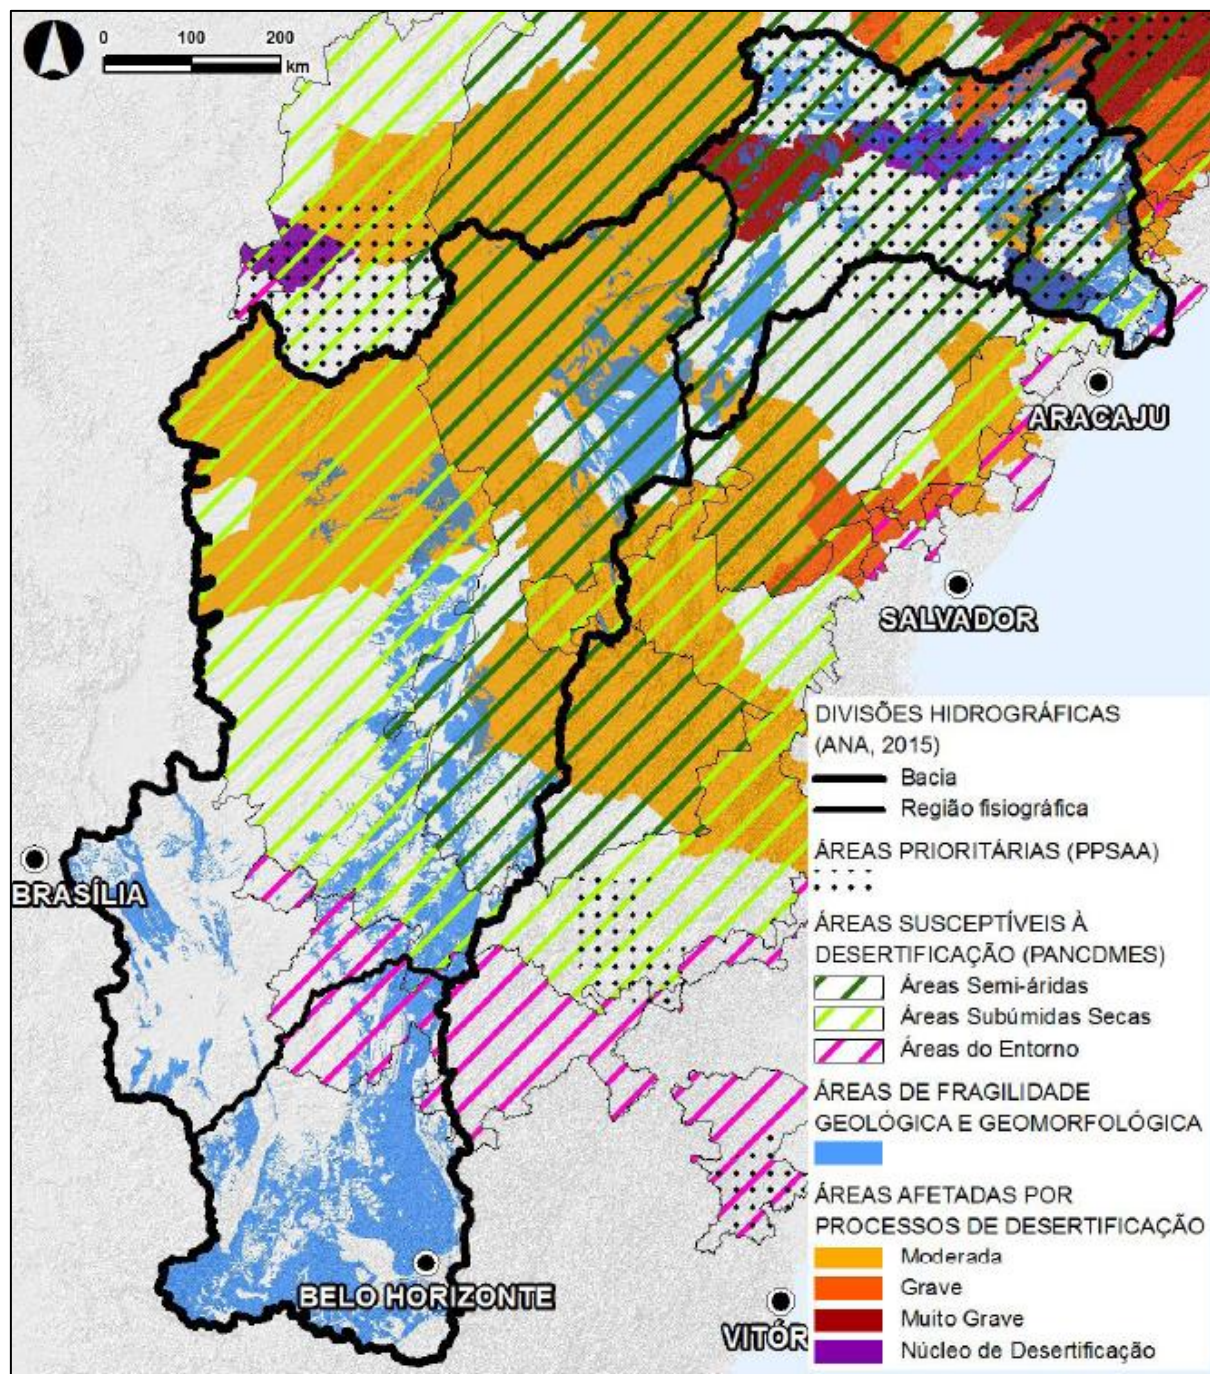 0 100 200
km
ARACAJU
SALVADOR
BRASÍLIA
BELO HORIZONTE
VITÓR
DIVISÕES HIDROGRÁFICAS
(ANA, 2015)
Bacia
Região fisiográfica
ÁREAS PRIORITÁRIAS (PPSAA)
ÁREAS SUSCEPTÍVEIS À
DESERTIFICAÇÃO (PANCDMES)
Áreas Semi-áridas
Áreas Subúmidas Secas
Áreas do Entorno
ÁREAS DE FRAGILIDADE
GEOLÓGICA E GEOMORFOLÓGICA
ÁREAS AFETADAS POR
PROCESSOS DE DESERTIFICAÇÃO
Moderada
Grave
Muito Grave
Núcleo de Desertificação